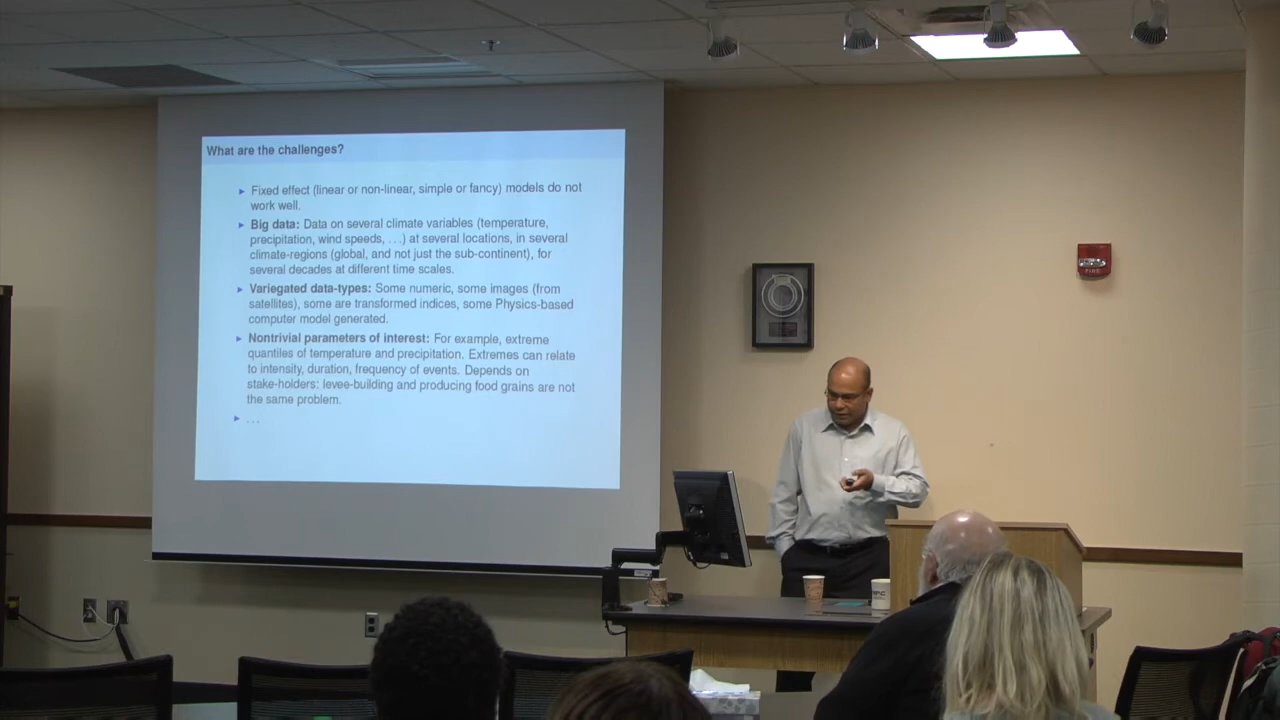 What are the challenges?
▸ Fixed effect (linear or non-linear, simple or fancy) models do not
work well.
▸ Big data: Data on several climate variables (temperature,
precipitation, wind speeds, ...) at several locations, in several
climate-regions (global, and not just the sub-continent), for
several decades at different time scales.
▸ Variegated data-types: Some numeric, some images (from
satellites), some are transformed indices, some Physics-based
computer model generated.
▸ Nontrivial parameters of interest: For example, extreme
quantiles of temperature and precipitation. Extremes can relate
to intensity, duration, frequency of events. Depends on
stake-holders: levee-building and producing food grains are not
the same problem.
▸ ...
FIRE